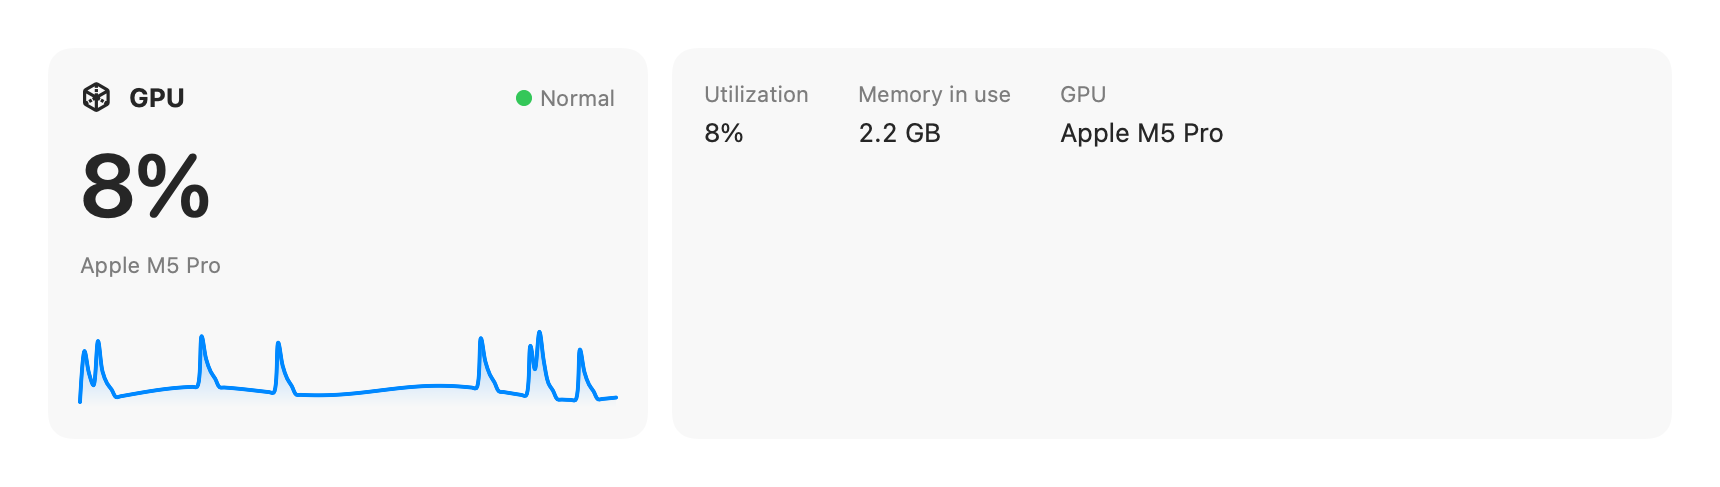 GPU
Normal
8%
Apple M5 Pro
Utilization
8%
Memory in use
2.2 GB
GPU
Apple M5 Pro